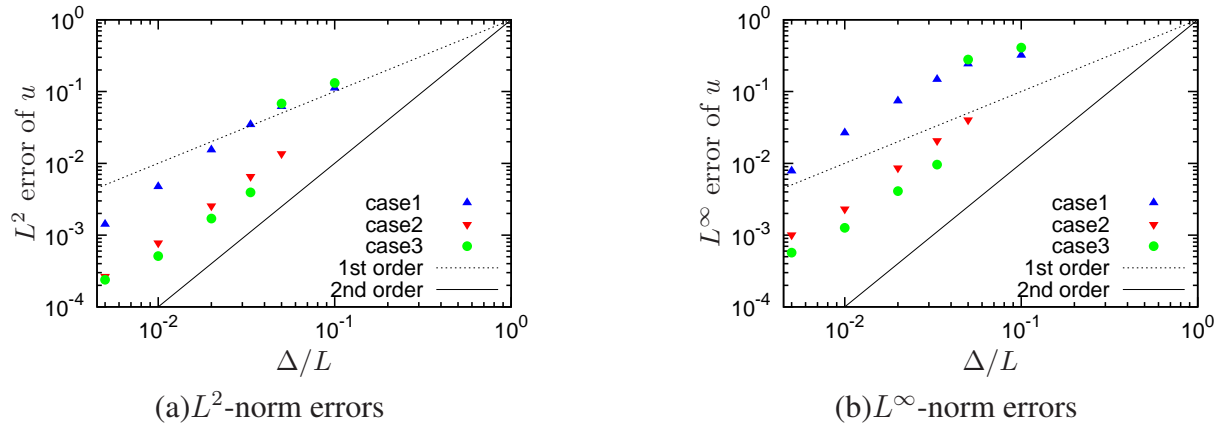 10^0
10^-1
10^-2
10^-3
10^-4
L^2 error of u
case1
case2
case3
1st order
2nd order
10^-2
10^-1
10^0
Δ/L
(a)L^2-norm errors
10^0
10^-1
10^-2
10^-3
10^-4
L^∞ error of u
case1
case2
case3
1st order
2nd order
10^-2
10^-1
10^0
Δ/L
(b)L^∞-norm errors